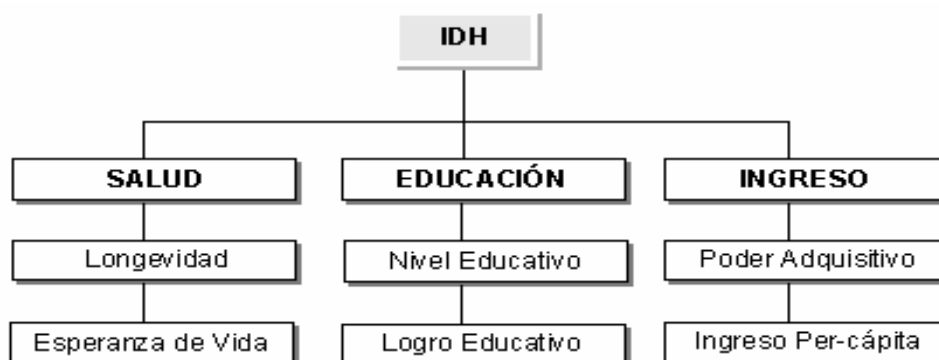 IDH
SALUD
EDUCACIÓN
INGRESO
Longevidad
Nivel Educativo
Poder Adquisitivo
Esperanza de Vida
Logro Educativo
Ingreso Per-cápita